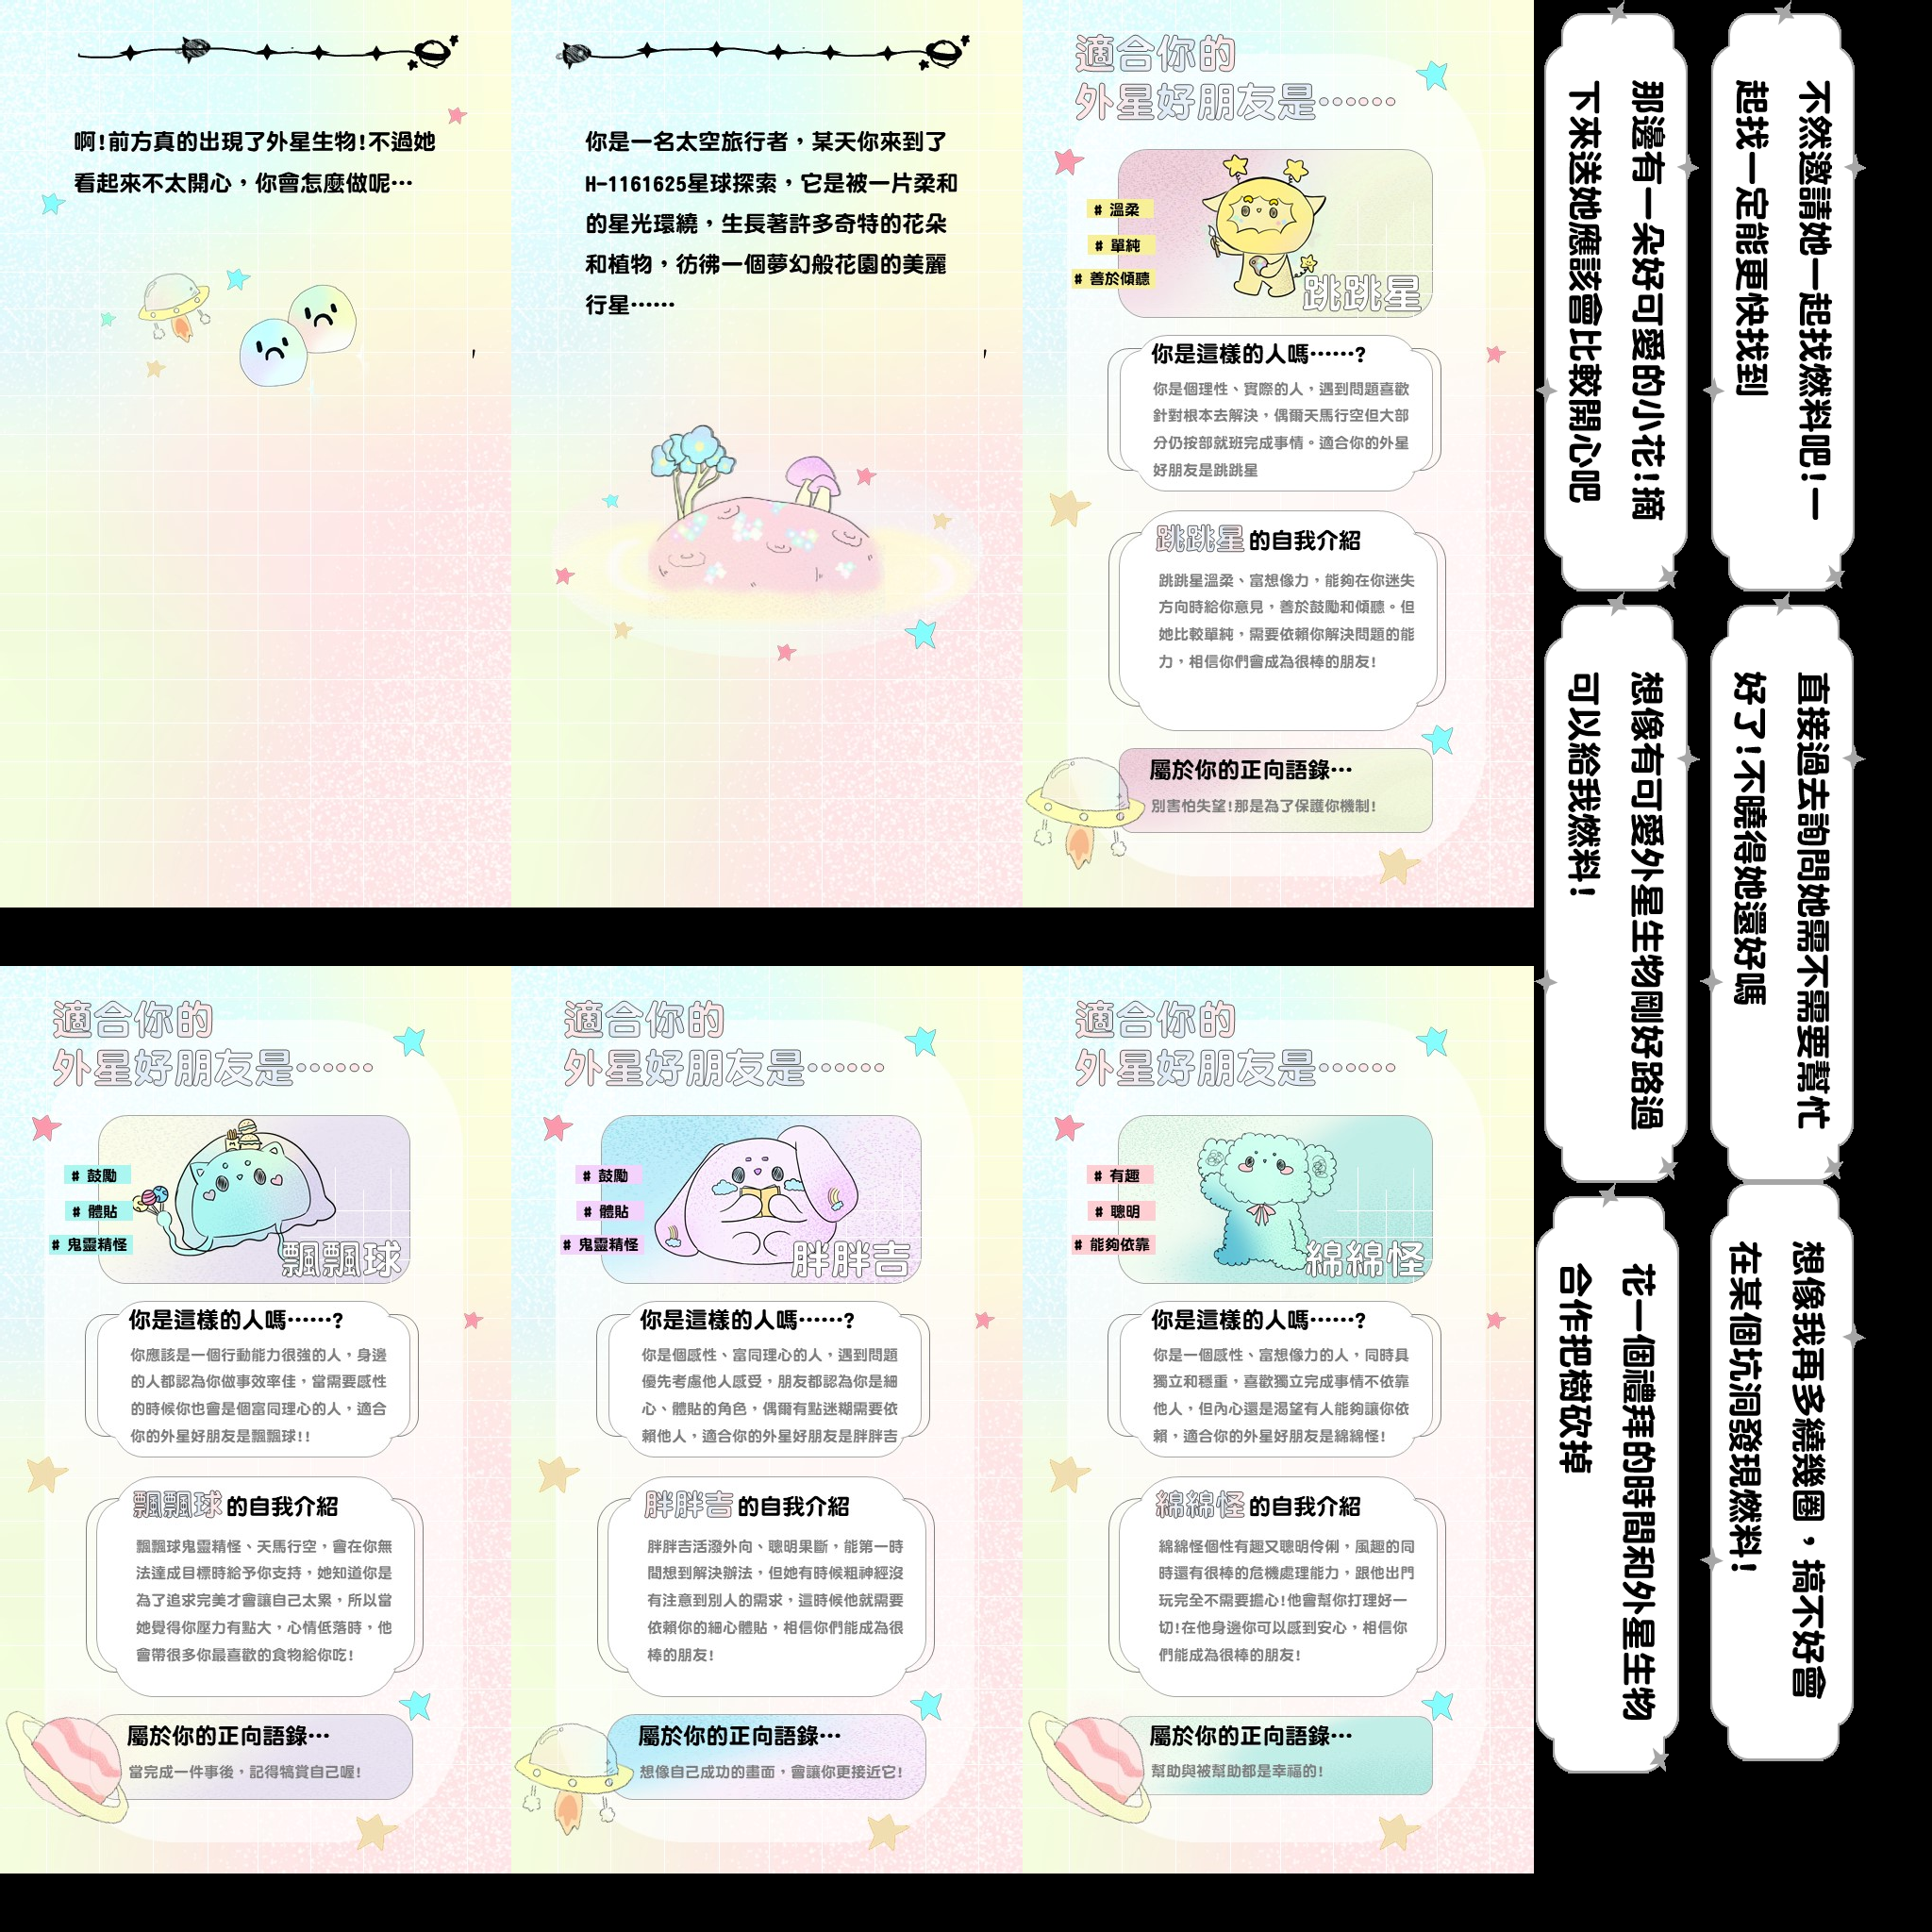 啊!前方真的出現了外星生物!不過她
看起來不太開心，你會怎麼做呢…
你是一名太空旅行者，某天你來到了
H-1161625星球探索，它是被一片柔和
的星光環繞，生長著許多奇特的花朵
和植物，彷彿一個夢幻般花園的美麗
行星……
適合你的
外星好朋友是……
# 溫柔
# 單純
# 善於傾聽
跳跳星
你是這樣的人嗎……?
你是個理性、實際的人，遇到問題喜歡
針對根本去解決，偶爾天馬行空但大部
分仍按部就班完成事情。適合你的外星
好朋友是跳跳星
跳跳星的自我介紹
跳跳星溫柔、富想像力，能夠在你迷失
方向時給你意見，善於鼓勵和傾聽。但
她比較單純，需要依賴你解決問題的能
力，相信你們會成為很棒的朋友!
屬於你的正向語錄…
別害怕失望!那是為了保護你機制!
適合你的
外星好朋友是……
# 鼓勵
# 體貼
# 鬼靈精怪
飄飄球
你是這樣的人嗎……?
你應該是一個行動能力很強的人，身邊
的人都認為你做事效率佳，當需要感性
的時候你也會是個富同理心的人，適合
你的外星好朋友是飄飄球!!
飄飄球的自我介紹
飄飄球鬼靈精怪、天馬行空，會在你無
法達成目標時給予你支持，她知道你是
為了追求完美才會讓自己太累，所以當
她覺得你壓力有點大，心情低落時，他
會帶很多你最喜歡的食物給你吃!
屬於你的正向語錄…
當完成一件事後，記得犒賞自己喔!
適合你的
外星好朋友是……
# 鼓勵
# 體貼
# 鬼靈精怪
胖胖吉
你是這樣的人嗎……?
你是個感性、富同理心的人，遇到問題
優先考慮他人感受，朋友都認為你是細
心、體貼的角色，偶爾有點迷糊需要依
賴他人，適合你的外星好朋友是胖胖吉
胖胖吉的自我介紹
胖胖吉活潑外向、聰明果斷，能第一時
間想到解決辦法，但她有時候粗神經沒
有注意到別人的需求，這時候他就需要
依賴你的細心體貼，相信你們能成為很
棒的朋友!
屬於你的正向語錄…
想像自己成功的畫面，會讓你更接近它!
適合你的
外星好朋友是……
# 有趣
# 聰明
# 能夠依靠
綿綿怪
你是這樣的人嗎……?
你是一個感性、富想像力的人，同時具
獨立和穩重，喜歡獨立完成事情不依靠
他人，但內心還是渴望有人能夠讓你依
賴，適合你的外星好朋友是綿綿怪!
綿綿怪的自我介紹
綿綿怪個性有趣又聰明伶俐，風趣的同
時還有很棒的危機處理能力，跟他出門
玩完全不需要擔心!他會幫你打理好一
切!在他身邊你可以感到安心，相信你
們能成為很棒的朋友!
屬於你的正向語錄…
幫助與被幫助都是幸福的!
不然邀請她一起找燃料吧!一
起找一定能更快找到
那邊有一朵好可愛的小花!摘
下來送她應該會比較開心吧
直接過去詢問她需不需要幫忙
好了!不曉得她還好嗎
想像有可愛外星生物剛好路過
可以給我燃料!
想像我再多繞幾圈，搞不好會
在某個坑洞發現燃料!
花一個禮拜的時間和外星生物
合作把樹砍掉